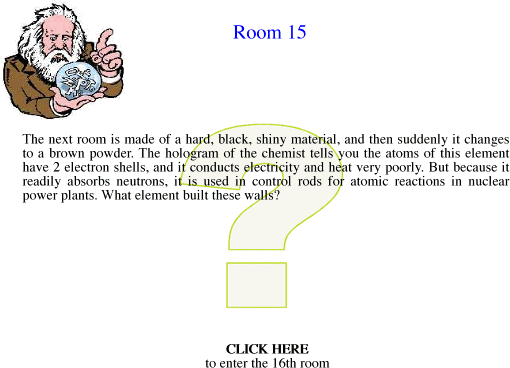 Room 15
The next room is made of a hard, black, shiny material, and then suddenly it changes
to a brown powder. The hologram of the chemist tells you the atoms of this element
have 2 electron shells, and it conducts electricity and heat very poorly. But because it
readily absorbs neutrons, it is used in control rods for atomic reactions in nuclear
power plants. What element built these walls?
CLICK HERE
to enter the 16th room